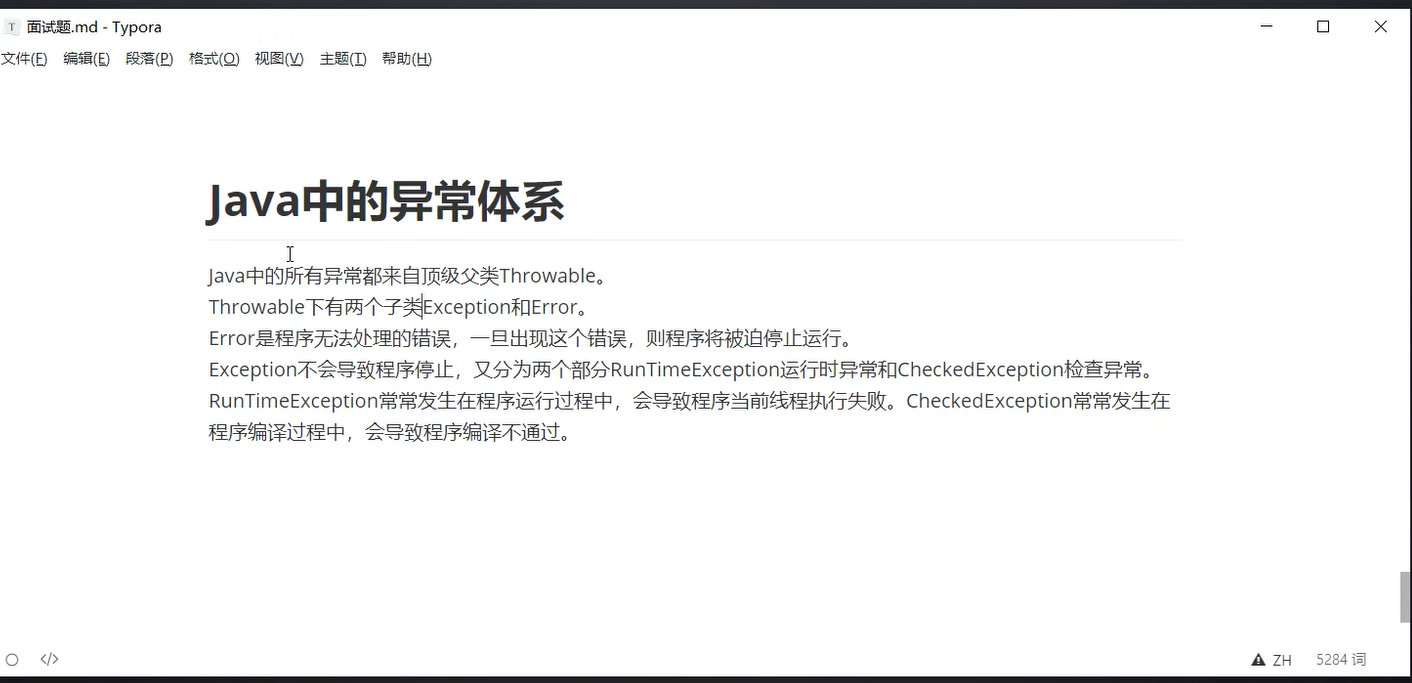 T 面试题.md - Typora
文件(F) 编辑(E) 段落(P) 格式(O) 视图(V) 主题(T) 帮助(H)
Java中的异常体系
Java中的所有异常都来自顶级父类Throwable。
Throwable下有两个子类Exception和Error。
Error是程序无法处理的错误，一旦出现这个错误，则程序将被迫停止运行。
Exception不会导致程序停止，又分为两个部分RunTimeException运行时异常和CheckedException检查异常。
RunTimeException常常发生在程序运行过程中，会导致程序当前线程执行失败。CheckedException常常发生在
程序编译过程中，会导致程序编译不通过。
</> ZH 5284 词